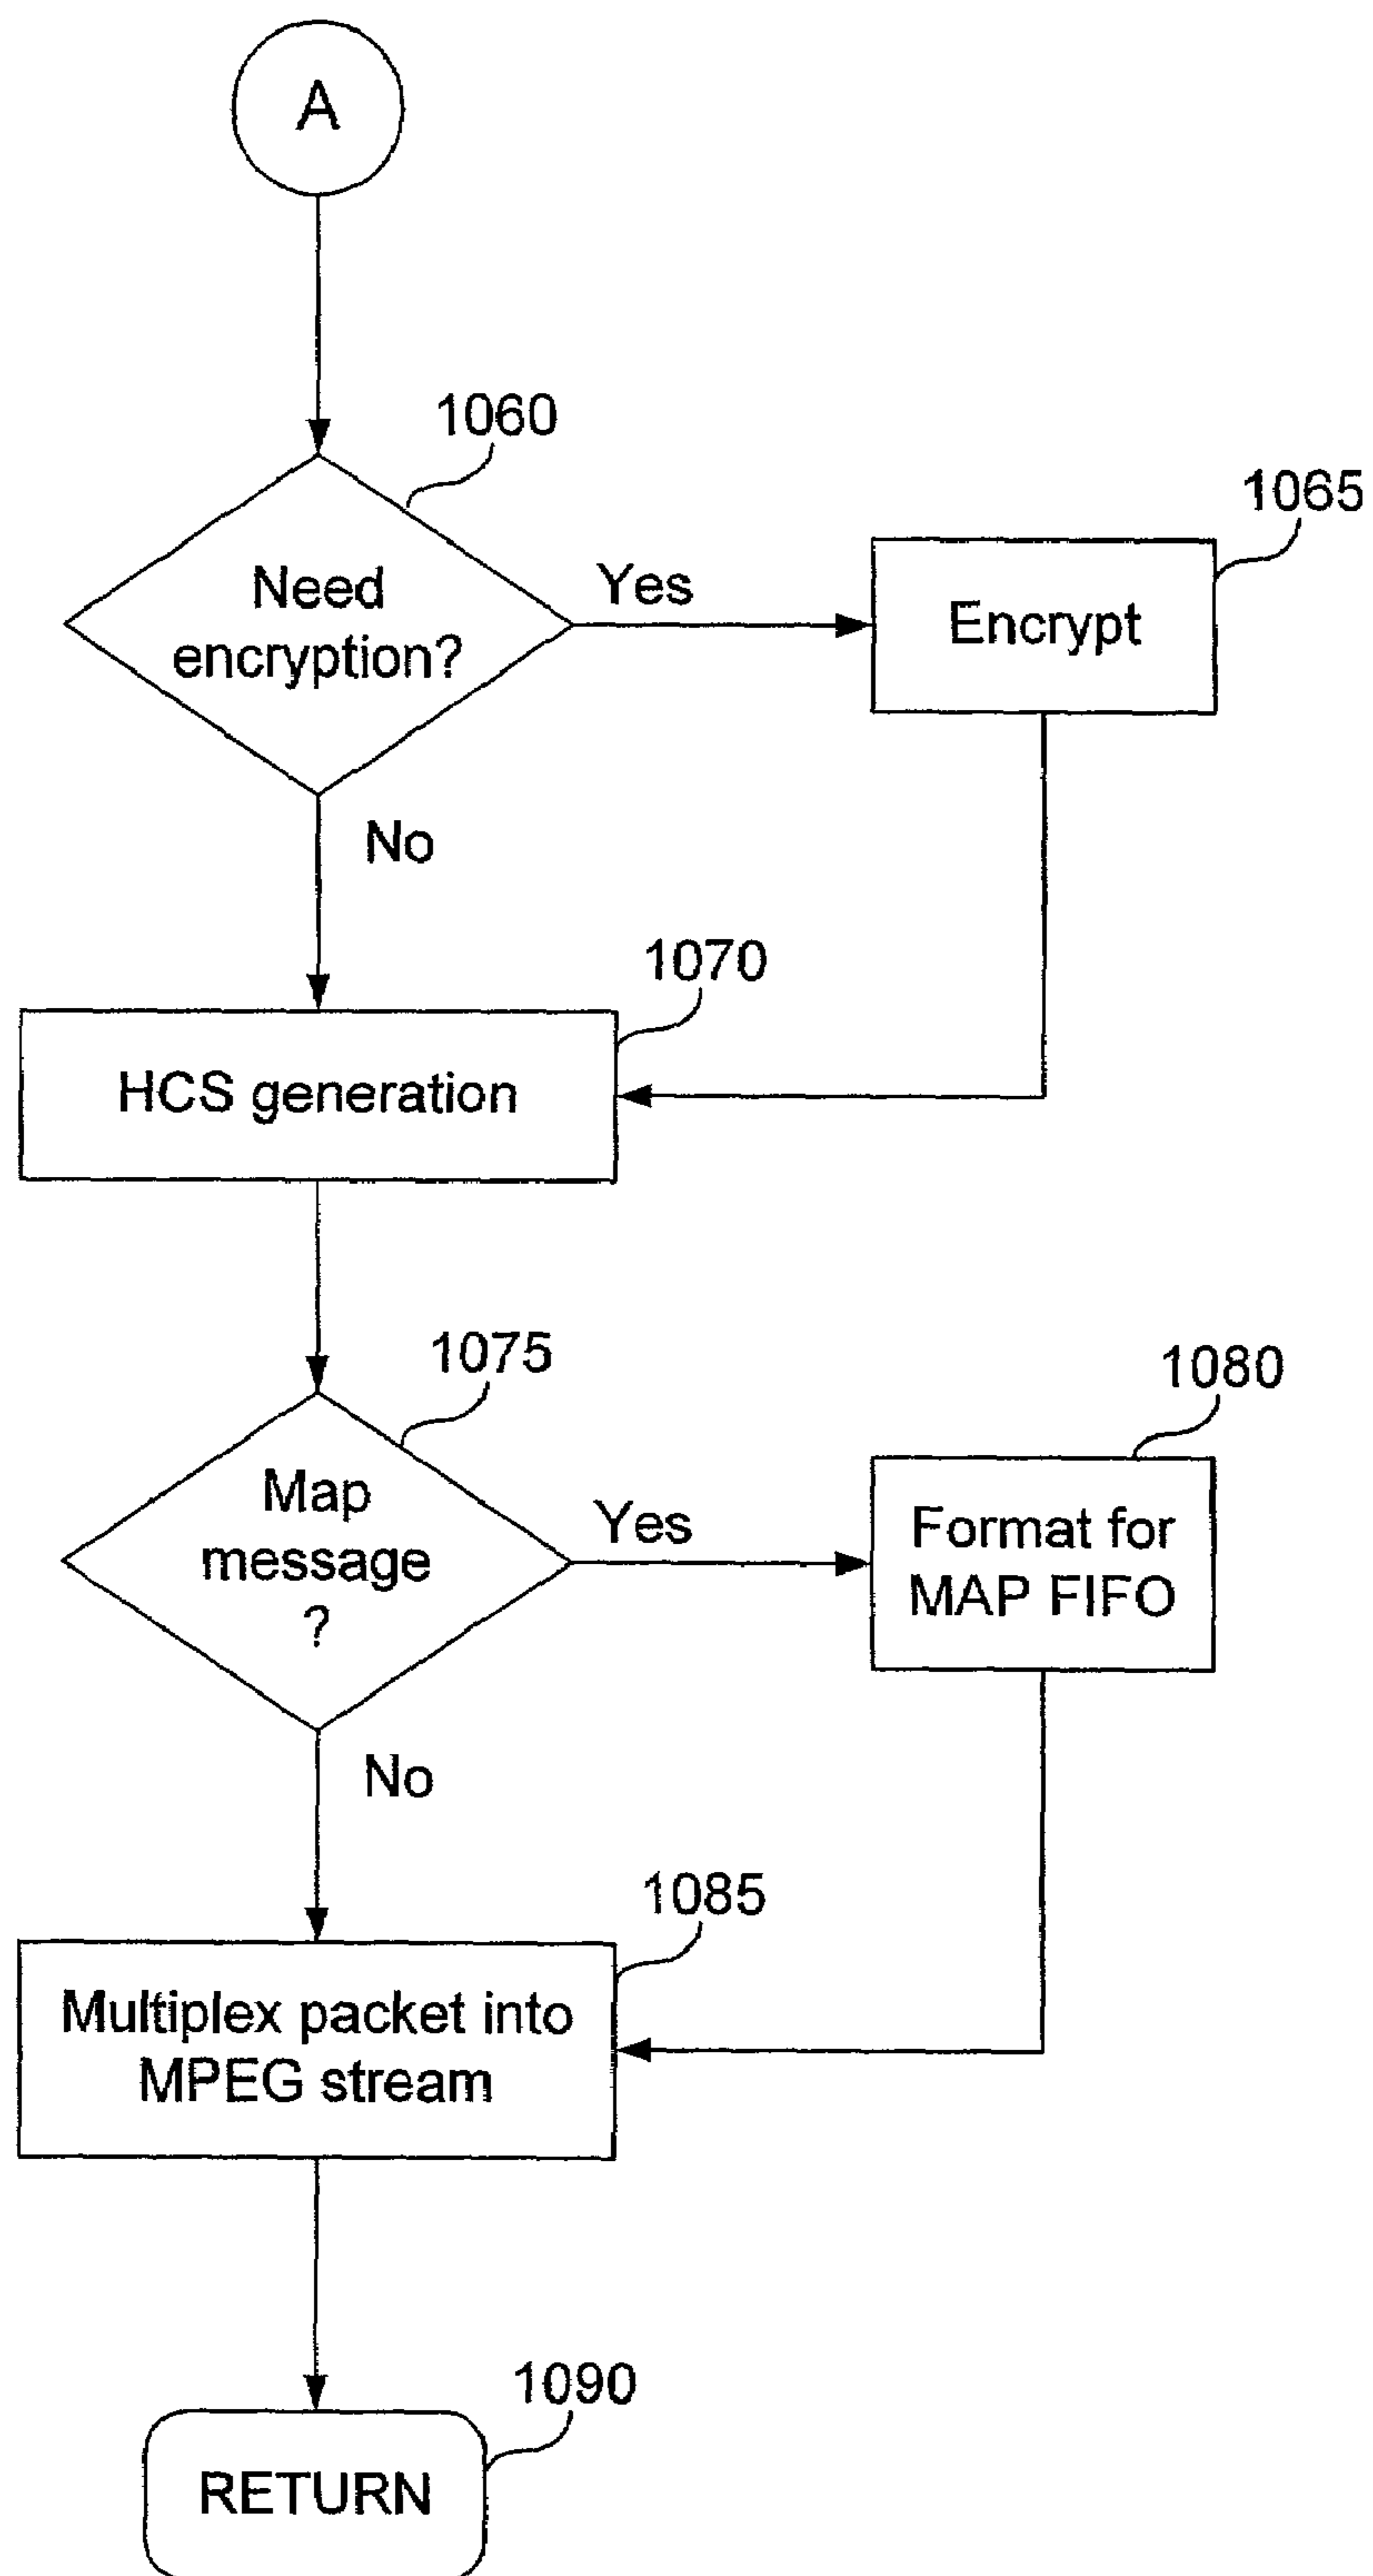 A
1060
Need
encryption?
Yes
1065
Encrypt
No
1070
HCS generation
1075
Map
message
?
Yes
1080
Format for
MAP FIFO
No
1085
Multiplex packet into
MPEG stream
1090
RETURN